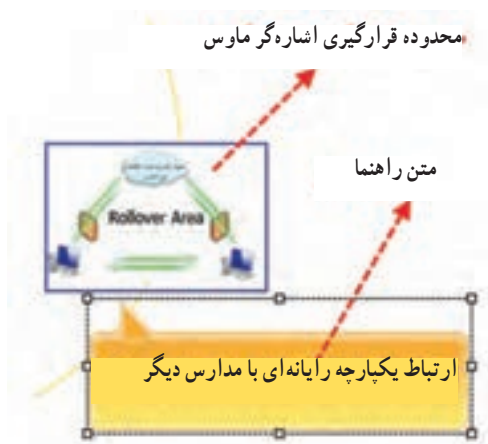 محدوده قرارگیری اشاره‌گر ماوس
متن راهنما
Rollover Area
ارتباط یکپارچه رایانه‌ای با مدارس دیگر